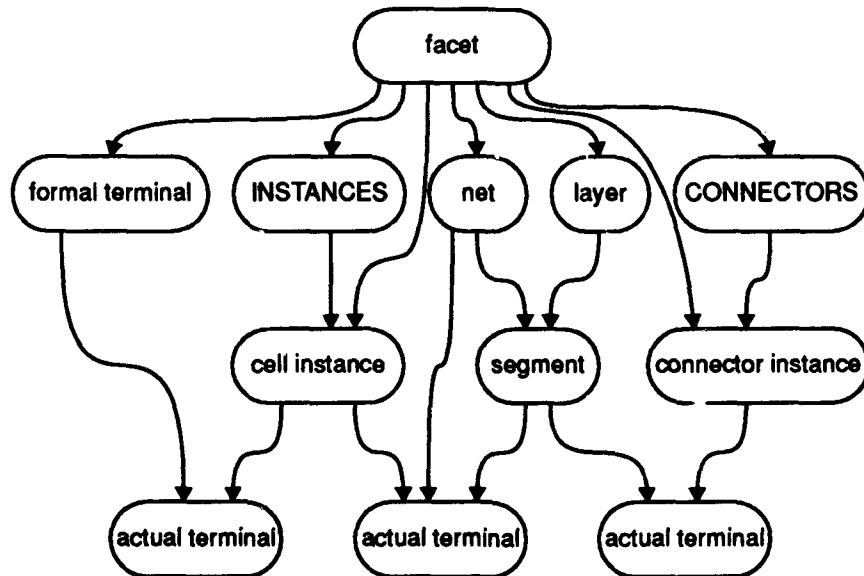 facet
formal terminal
INSTANCES
net
layer
CONNECTORS
cell instance
segment
connector instance
actual terminal
actual terminal
actual terminal